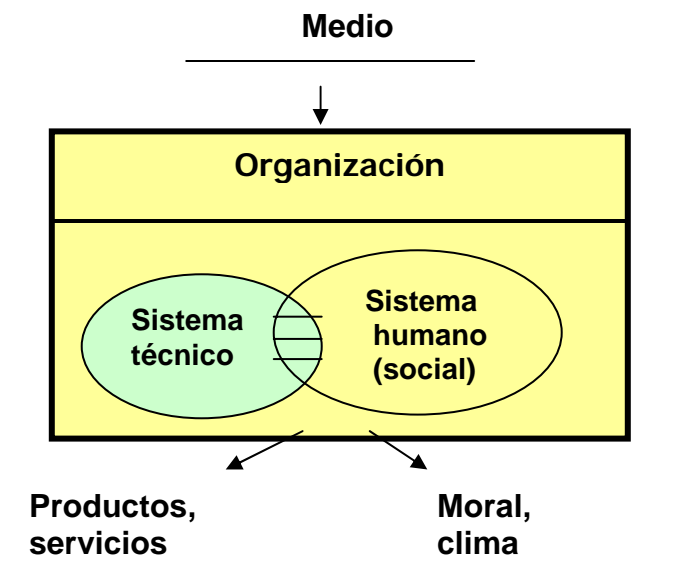 Medio
Organización
Sistema
técnico
Sistema
humano
(social)
Productos,
servicios
Moral,
clima